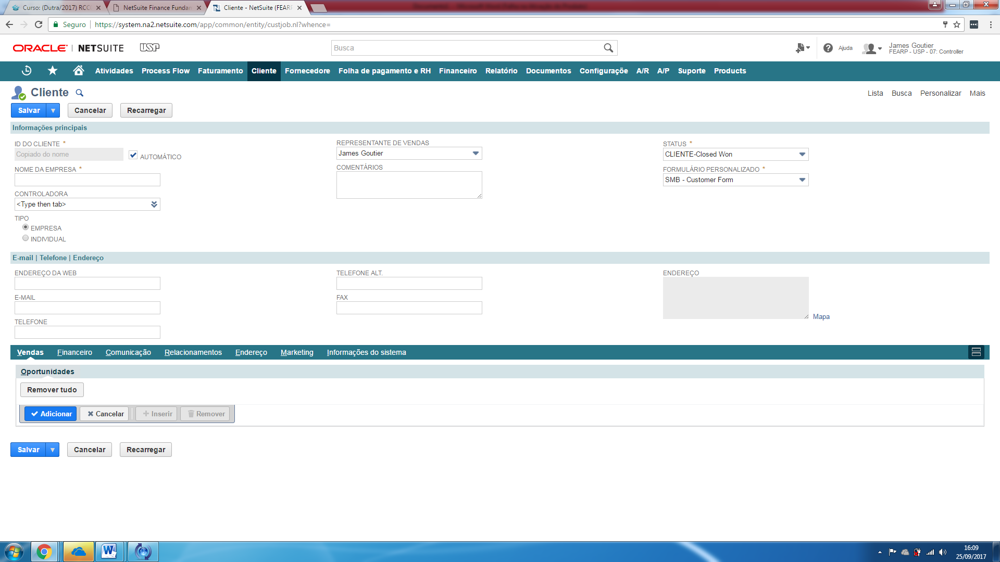 Curso: (Dutra/2017) RCC
NetSuite Finance Fundan
Cliente - NetSuite (FEARP
Seguro
https://system.na2.netsuite.com/app/common/entity/custjob.nl?whence=
ORACLE | NETSUITE USP
Busca
Ajuda
James Goutier
FEARP - USP - 07: Controller
Atividades Process Flow Faturamento Cliente Fornecedore Folha de pagamento e RH Financeiro Relatório Documentos Configuraçõe A/R A/P Suporte Products
Cliente
Lista Busca Personalizar Mais
Salvar Cancelar Recarregar
Informações principais
ID DO CLIENTE *
Copiado do nome
AUTOMÁTICO
NOME DA EMPRESA *
CONTROLADORA
<Type then tab>
TIPO
EMPRESA
INDIVIDUAL
REPRESENTANTE DE VENDAS
James Goutier
COMENTÁRIOS
STATUS *
CLIENTE-Closed Won
FORMULÁRIO PERSONALIZADO *
SMB - Customer Form
E-mail | Telefone | Endereço
ENDEREÇO DA WEB
E-MAIL
TELEFONE
TELEFONE ALT.
FAX
ENDEREÇO
Mapa
Vendas Financeiro Comunicação Relacionamentos Endereço Marketing Informações do sistema
Oportunidades
Remover tudo
Adicionar Cancelar Inserir Remover
Salvar Cancelar Recarregar
16:09
25/09/2017